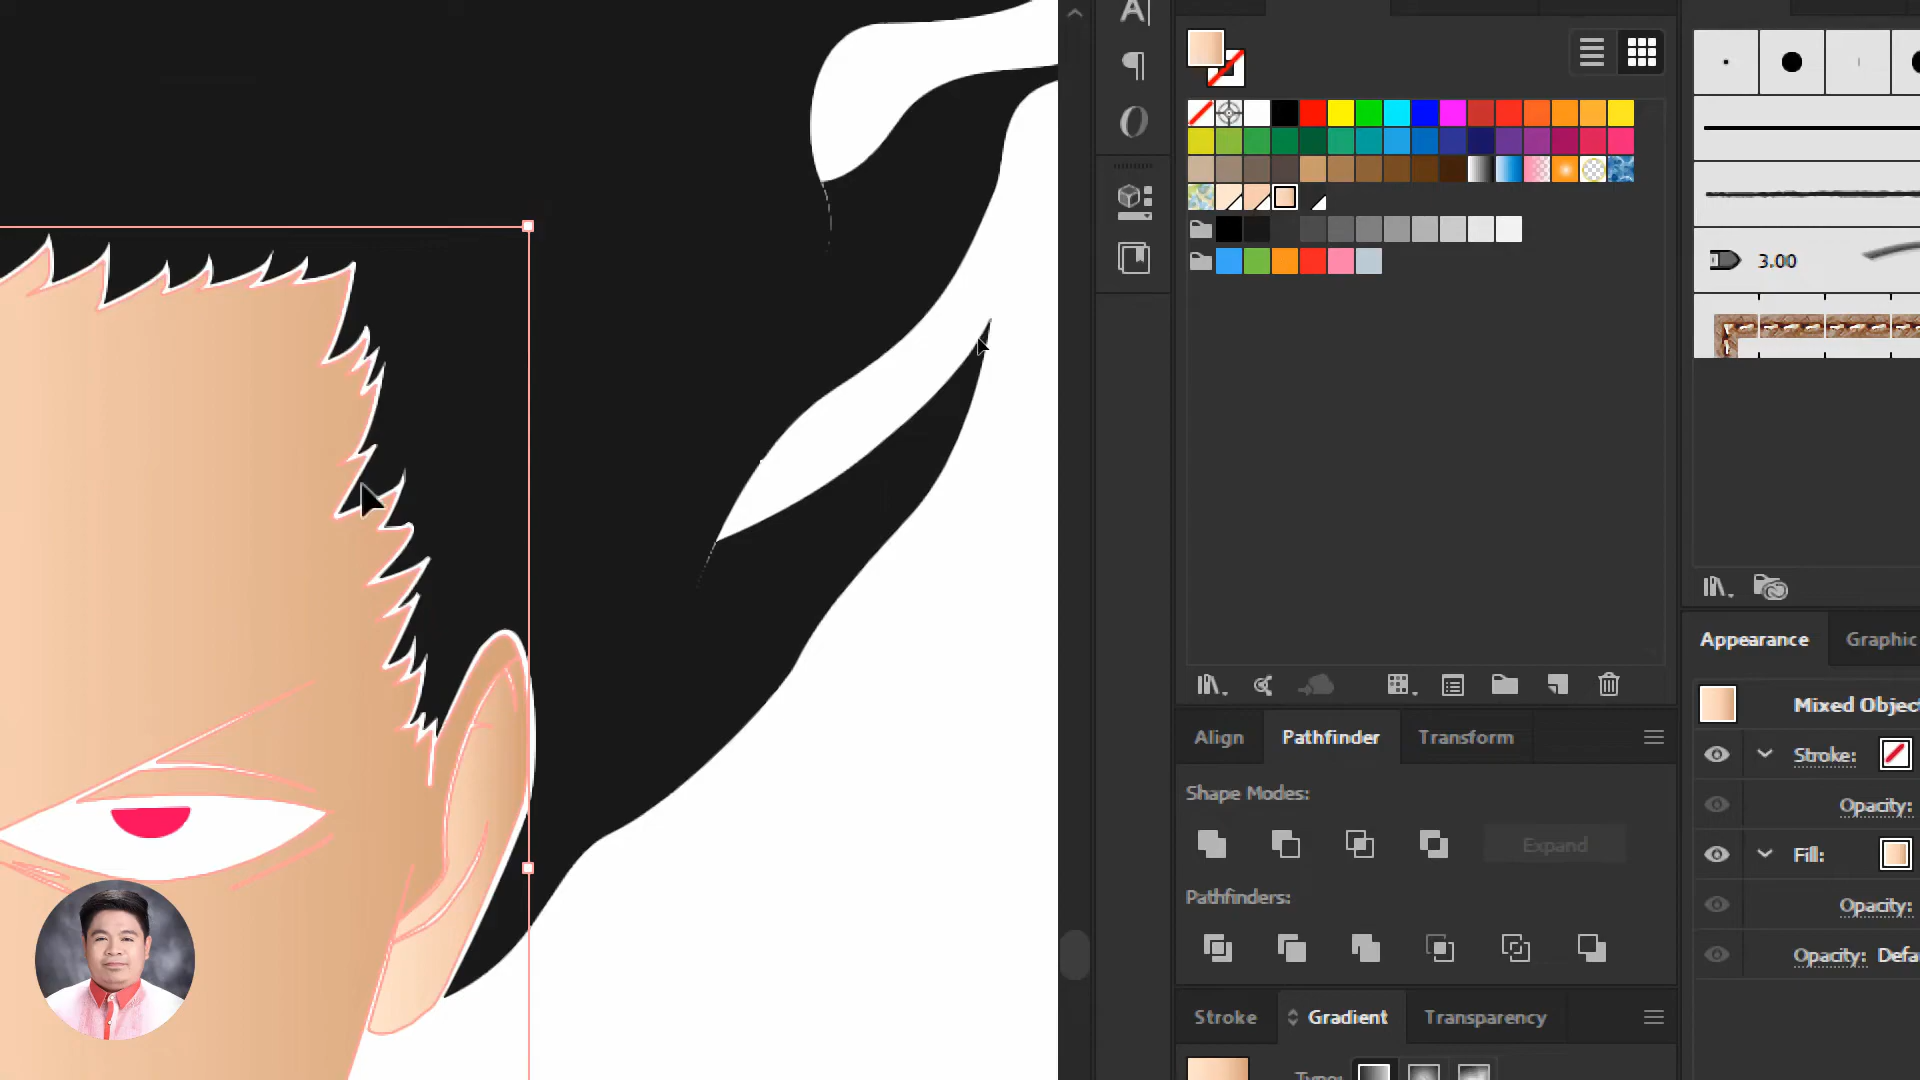 A|
3.00
Appearance
Graphic
Mixed Objec
Stroke:
Opacity:
Fill:
Opacity:
Opacity: Defa
Align
Pathfinder
Transform
Shape Modes:
Expand
Pathfinders:
Stroke
Gradient
Transparency
Type: